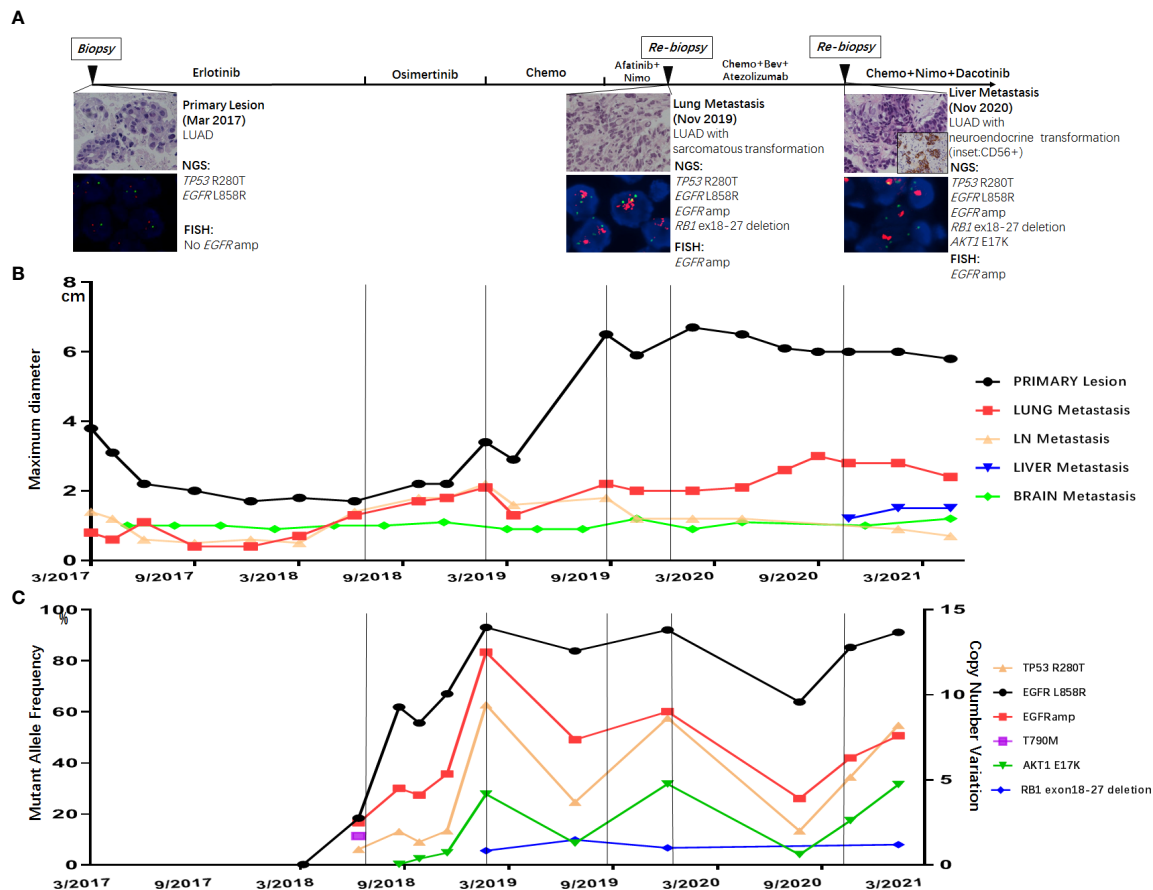 A
Biopsy
Re-biopsy
Re-biopsy
Erlotinib
Osimertinib
Chemo
Afatinib+
Nimo
Chemo+Bev+
Atezolizumab
Chemo+Nimo+Dacotinib
Primary Lesion
(Mar 2017)
LUAD
NGS:
TP53 R280T
EGFR L858R
FISH:
No EGFR amp
Lung Metastasis
(Nov 2019)
LUAD with
sarcomatous transformation
NGS:
TP53 R280T
EGFR L858R
EGFR amp
RB1 ex18-27 deletion
FISH:
EGFR amp
Liver Metastasis
(Nov 2020)
LUAD with
neuroendocrine transformation
(inset:CD56+)
NGS:
TP53 R280T
EGFR L858R
EGFR amp
RB1 ex18-27 deletion
AKT1 E17K
FISH:
EGFR amp
B
8
cm
6
4
2
0
Maximum diameter
3/2017 9/2017 3/2018 9/2018 3/2019 9/2019 3/2020 9/2020 3/2021
PRIMARY Lesion
LUNG Metastasis
LN Metastasis
LIVER Metastasis
BRAIN Metastasis
C
100
%
80
60
40
20
0
Mutant Allele Frequency
15
10
5
0
Copy Number Variation
3/2017 9/2017 3/2018 9/2018 3/2019 9/2019 3/2020 9/2020 3/2021
TP53 R280T
EGFR L858R
EGFRamp
T790M
AKT1 E17K
RB1 exon18-27 deletion